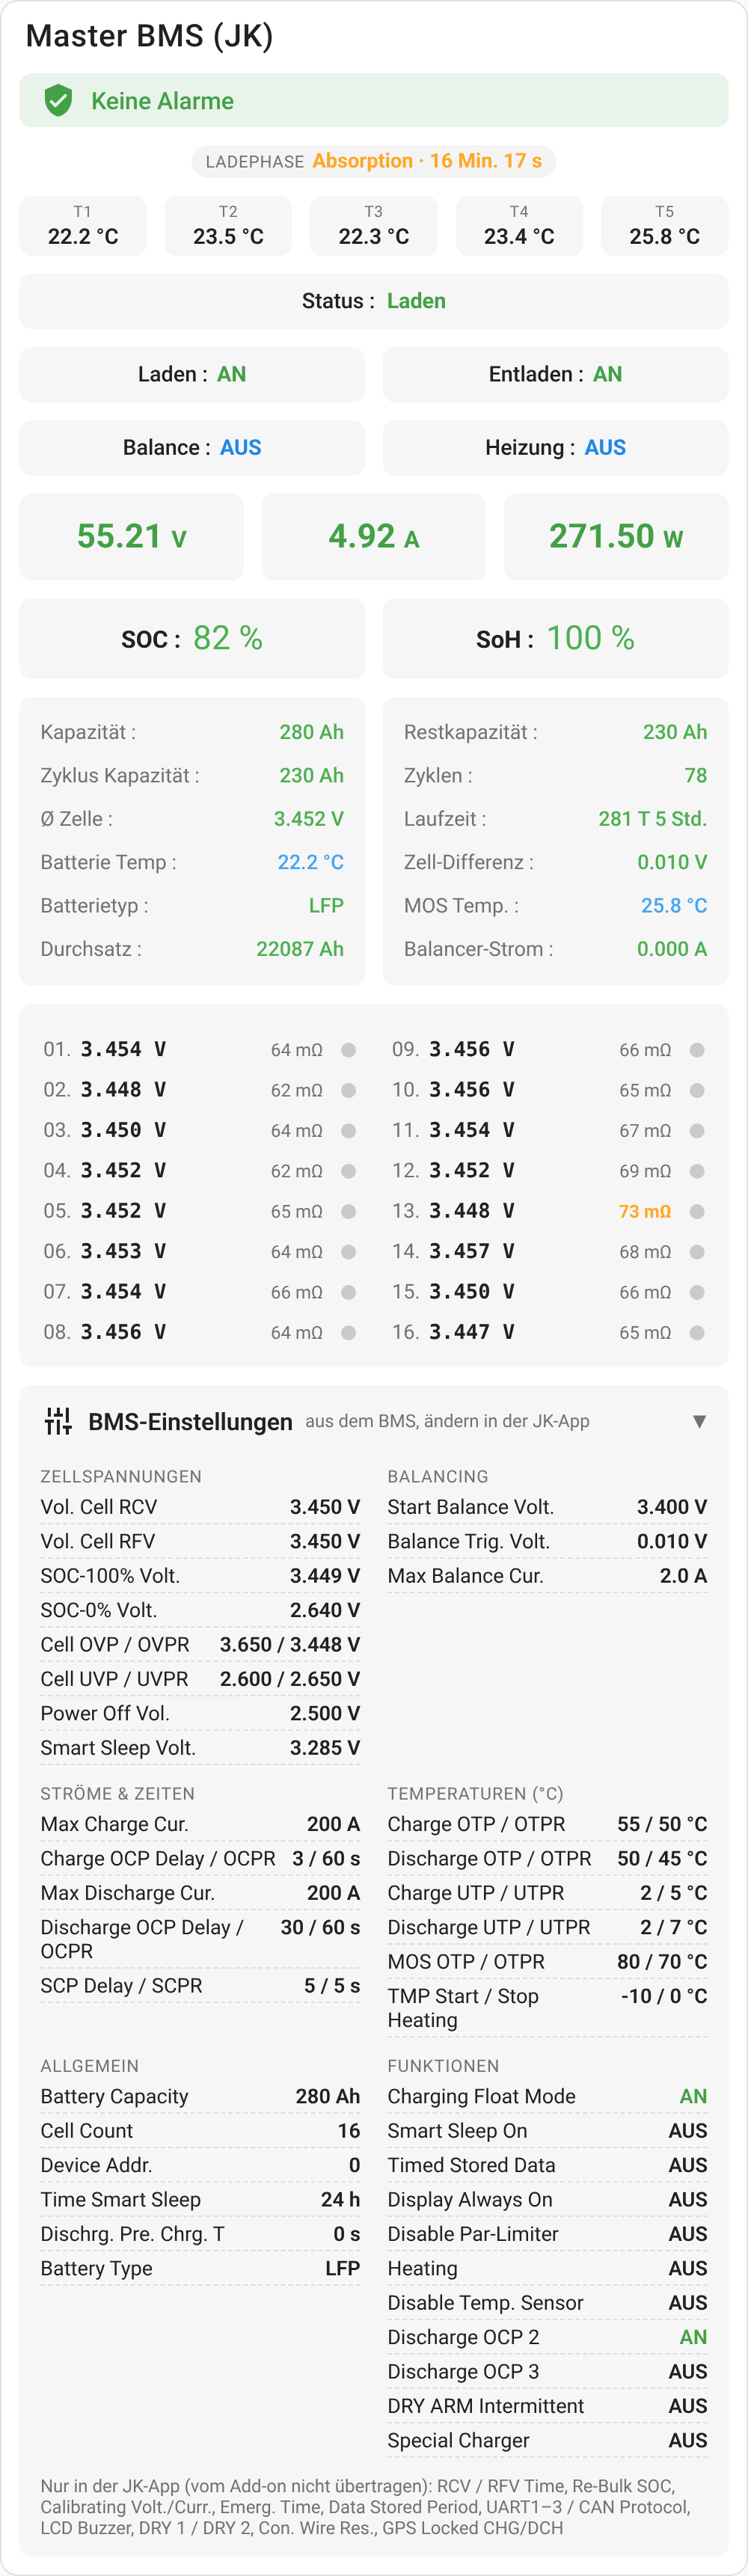 Master BMS (JK)
Keine Alarme
LADEPHASE Absorption · 16 Min. 17 s
T1 T2 T3 T4 T5
22.2 °C 23.5 °C 22.3 °C 23.4 °C 25.8 °C
Status : Laden
Laden : AN Entladen : AN
Balance : AUS Heizung : AUS
55.21 V 4.92 A 271.50 W
SOC : 82 % SoH : 100 %
Kapazität : 280 Ah Restkapazität : 230 Ah
Zyklus Kapazität : 230 Ah Zyklen : 78
Ø Zelle : 3.452 V Laufzeit : 281 T 5 Std.
Batterie Temp : 22.2 °C Zell-Differenz : 0.010 V
Batterietyp : LFP MOS Temp. : 25.8 °C
Durchsatz : 22087 Ah Balancer-Strom : 0.000 A
01. 3.454 V 64 mΩ 09. 3.456 V 66 mΩ
02. 3.448 V 62 mΩ 10. 3.456 V 65 mΩ
03. 3.450 V 64 mΩ 11. 3.454 V 67 mΩ
04. 3.452 V 62 mΩ 12. 3.452 V 69 mΩ
05. 3.452 V 65 mΩ 13. 3.448 V 73 mΩ
06. 3.453 V 64 mΩ 14. 3.457 V 68 mΩ
07. 3.454 V 66 mΩ 15. 3.450 V 66 mΩ
08. 3.456 V 64 mΩ 16. 3.447 V 65 mΩ
BMS-Einstellungen aus dem BMS, ändern in der JK-App ▼
ZELLSPANNUNGEN
Vol. Cell RCV 3.450 V
Vol. Cell RFV 3.450 V
SOC-100% Volt. 3.449 V
SOC-0% Volt. 2.640 V
Cell OVP / OVPR 3.650 / 3.448 V
Cell UVP / UVPR 2.600 / 2.650 V
Power Off Vol. 2.500 V
Smart Sleep Volt. 3.285 V
BALANCING
Start Balance Volt. 3.400 V
Balance Trig. Volt. 0.010 V
Max Balance Cur. 2.0 A
STRÖME & ZEITEN
Max Charge Cur. 200 A
Charge OCP Delay / OCPR 3 / 60 s
Max Discharge Cur. 200 A
Discharge OCP Delay / 30 / 60 s
OCPR
SCP Delay / SCPR 5 / 5 s
TEMPERATUREN (°C)
Charge OTP / OTPR 55 / 50 °C
Discharge OTP / OTPR 50 / 45 °C
Charge UTP / UTPR 2 / 5 °C
Discharge UTP / UTPR 2 / 7 °C
MOS OTP / OTPR 80 / 70 °C
TMP Start / Stop -10 / 0 °C
Heating
ALLGEMEIN
Battery Capacity 280 Ah
Cell Count 16
Device Addr. 0
Time Smart Sleep 24 h
Dischrg. Pre. Chrg. T 0 s
Battery Type LFP
FUNKTIONEN
Charging Float Mode AN
Smart Sleep On AUS
Timed Stored Data AUS
Display Always On AUS
Disable Par-Limiter AUS
Heating AUS
Disable Temp. Sensor AUS
Discharge OCP 2 AN
Discharge OCP 3 AUS
DRY ARM Intermittent AUS
Special Charger AUS
Nur in der JK-App (vom Add-on nicht übertragen): RCV / RFV Time, Re-Bulk SOC,
Calibrating Volt./Curr., Emerg. Time, Data Stored Period, UART1–3 / CAN Protocol,
LCD Buzzer, DRY 1 / DRY 2, Con. Wire Res., GPS Locked CHG/DCH